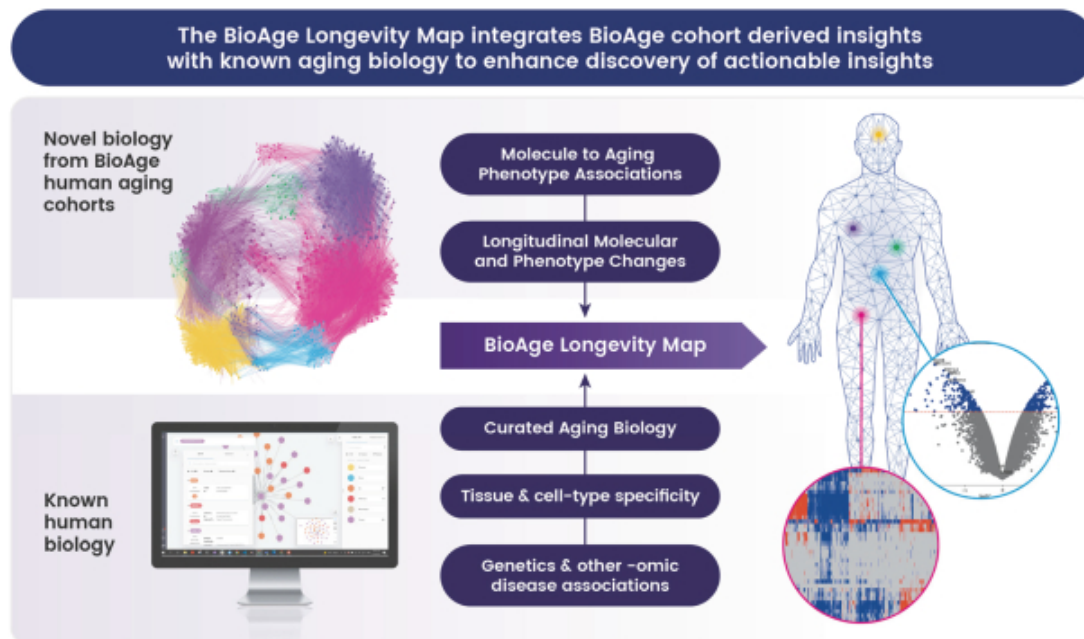 The BioAge Longevity Map integrates BioAge cohort derived insights
with known aging biology to enhance discovery of actionable insights
Novel biology
from BioAge
human aging
cohorts
Molecule to Aging
Phenotype Associations
Longitudinal Molecular
and Phenotype Changes
BioAge Longevity Map
Known
human
biology
Curated Aging Biology
Tissue & cell-type specificity
Genetics & other -omic
disease associations